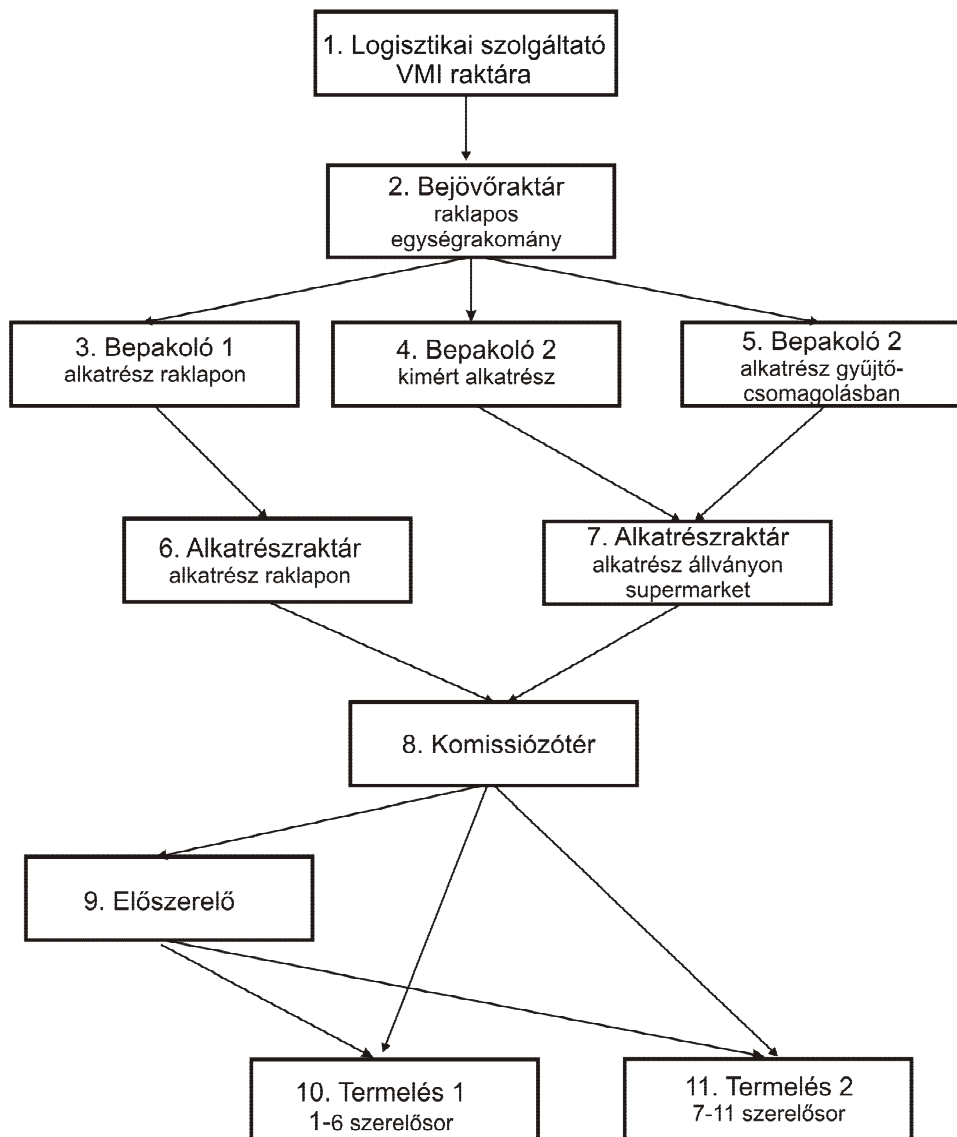 1. Logisztikai szolgáltató
VMI raktára
2. Bejövőraktár
raklapos
egységrakomány
3. Bepakoló 1
alkatrész raklapon
4. Bepakoló 2
kimért alkatrész
5. Bepakoló 2
alkatrész gyűjtő-
csomagolásban
6. Alkatrészraktár
alkatrész raklapon
7. Alkatrészraktár
alkatrész állványon
supermarket
8. Komissiózótér
9. Előszerelő
10. Termelés 1
1-6 szerelősor
11. Termelés 2
7-11 szerelősor